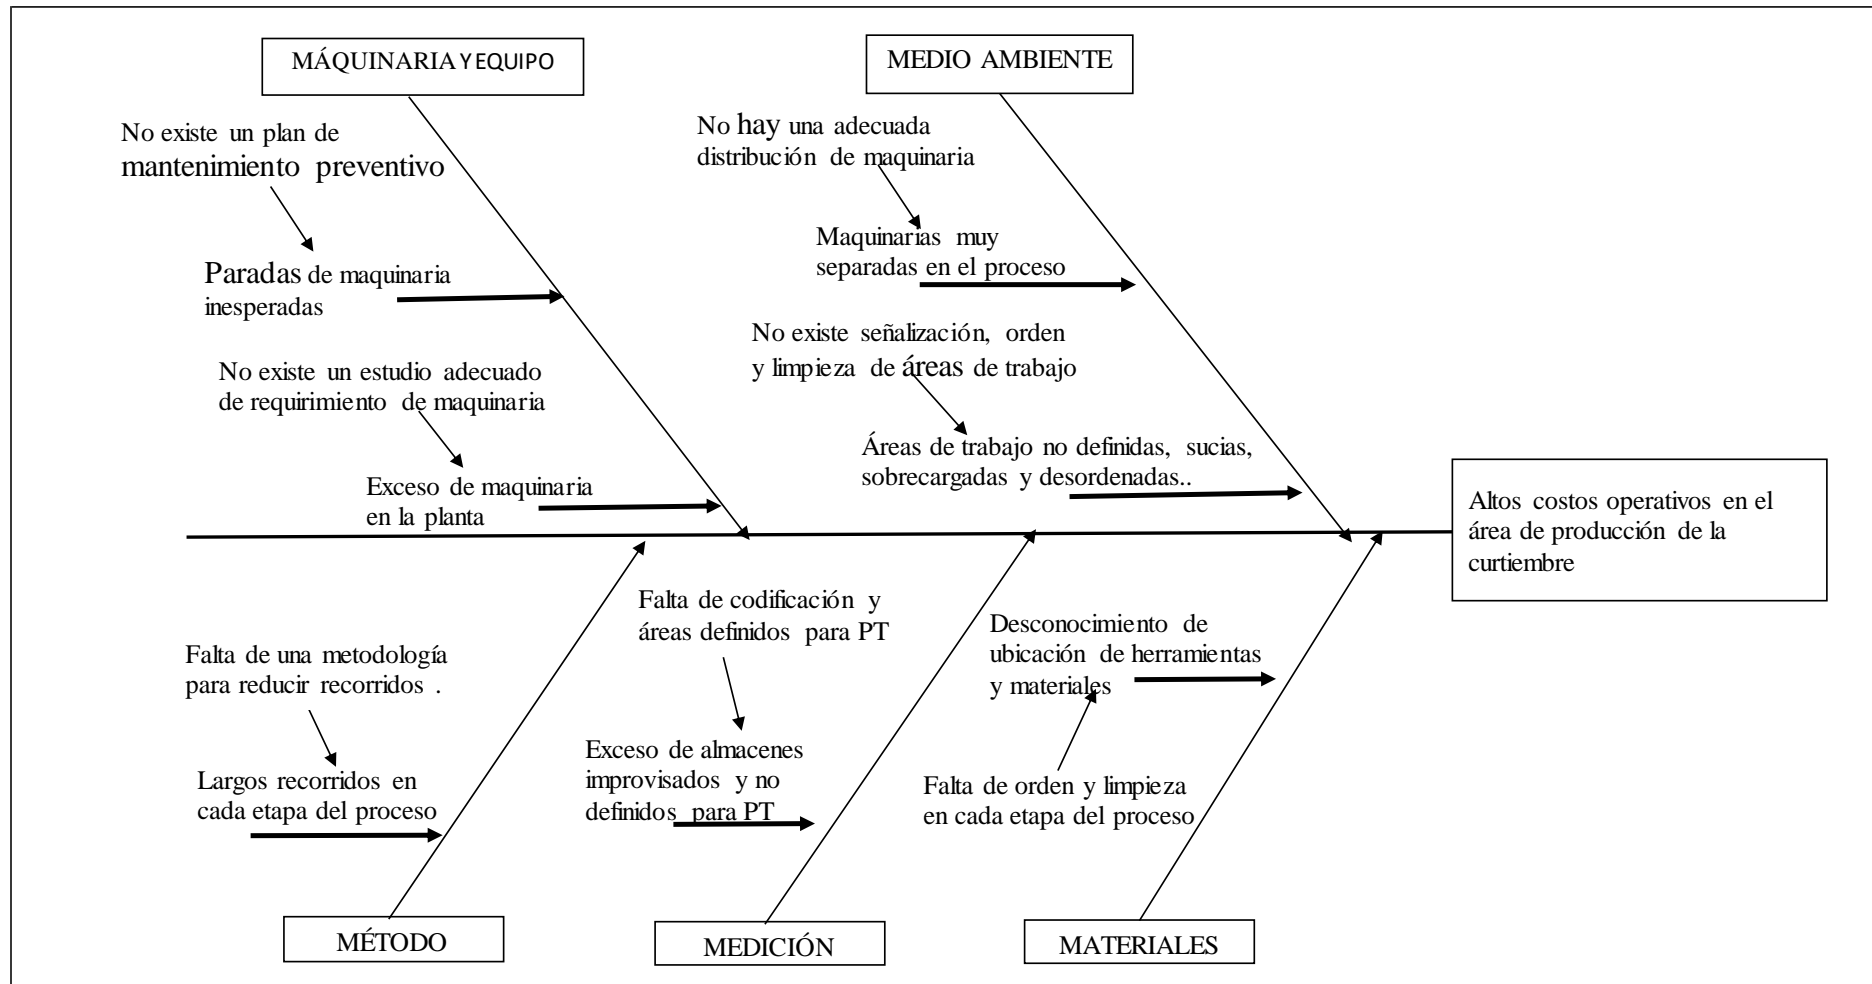 MÁQUINARIA Y EQUIPO
MEDIO AMBIENTE
No existe un plan de
mantenimiento preventivo
Paradas de maquinaria
inesperadas
No existe un estudio adecuado
de requirimiento de maquinaria
Exceso de maquinaria
en la planta
No hay una adecuada
distribución de maquinaria
Maquinarias muy
separadas en el proceso
No existe señalización, orden
y limpieza de áreas de trabajo
Áreas de trabajo no definidas, sucias,
sobrecargadas y desordenadas..
Altos costos operativos en el
área de producción de la
curtiembre
Falta de una metodología
para reducir recorridos .
Largos recorridos en
cada etapa del proceso
Falta de codificación y
áreas definidos para PT
Exceso de almacenes
improvisados y no
definidos para PT
Desconocimiento de
ubicación de herramientas
y materiales
Falta de orden y limpieza
en cada etapa del proceso
MÉTODO
MEDICIÓN
MATERIALES